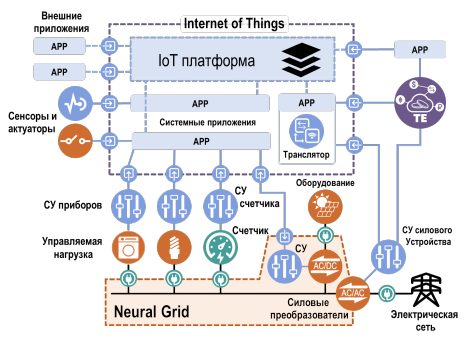 Внешние
приложения
Internet of Things
APP
IoT платформа
APP
APP
TE
Сенсоры и
актуаторы
APP
Системные приложения
APP
APP
Транслятор
СУ приборов
СУ
счетчика
Оборудование
Управляемая
нагрузка
Счетчик
СУ
СУ силового
Устройства
AC/DC
AC/AC
Neural Grid
Силовые
преобразователи
Электрическая
сеть